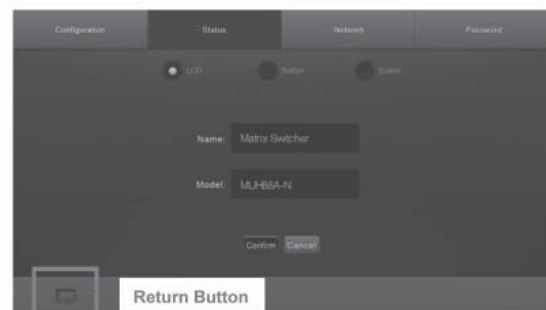 Configuration Status Network Password
LCD Button
Name: Matrix Switcher
Model: MUH88A-N
Confirm Cancel
Return Button